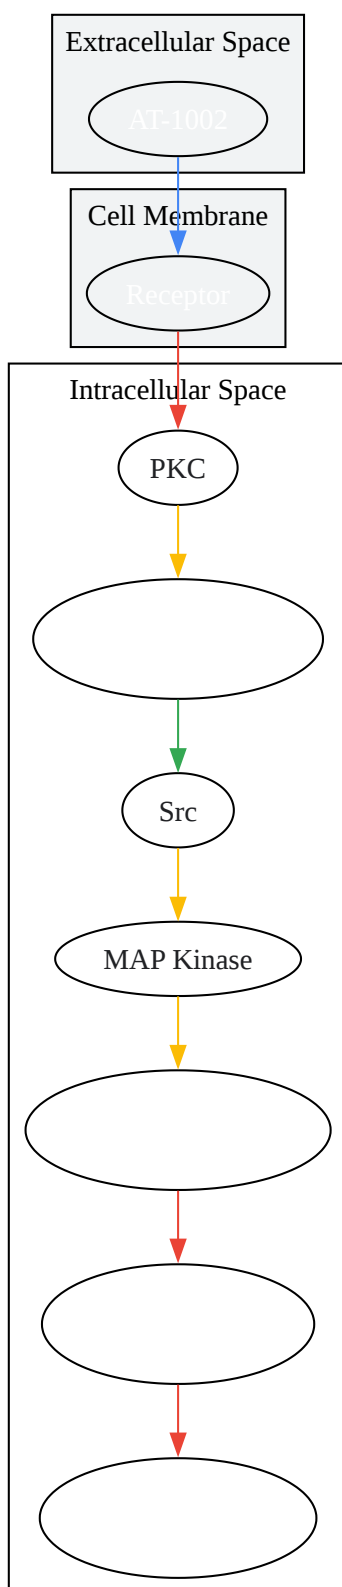 Extracellular Space
AT-1002
Cell Membrane
Receptor
Intracellular Space
PKC
Src
MAP Kinase